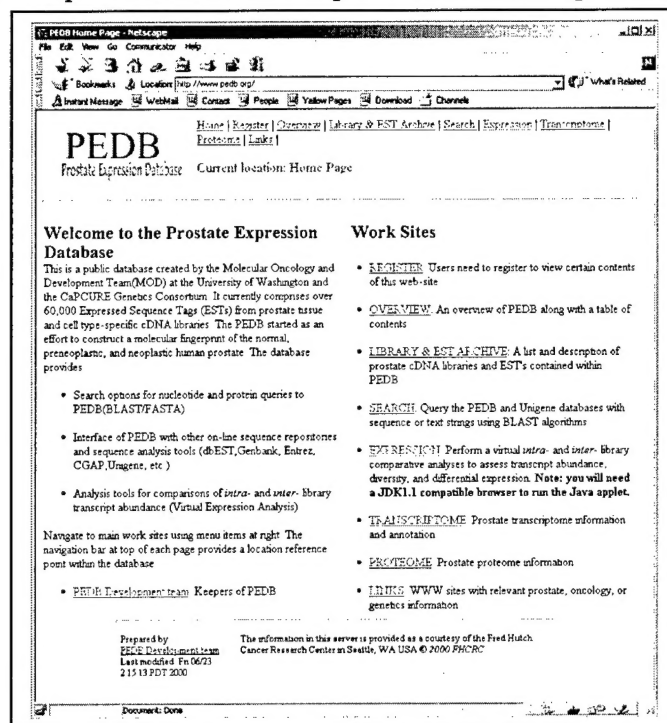 PEDB Home Page - Netscape
File Edit View Go Communicator Help
Bookmarks Location: http://www.pedb.org/ What's Related
Instant Message WebMail Contact People Yellow Pages Download Channels
Home | Register | Overview | Library & EST Archive | Search | Expression | Transcriptome |
Proteome | Links |
PEDB
Prostate Expression Database
Current location: Home Page
Welcome to the Prostate Expression
Database
This is a public database created by the Molecular Oncology and
Development Team(MOD) at the University of Washington and
the CaPCURE Genetics Consortium. It currently comprises over
60,000 Expressed Sequence Tags (ESTs) from prostate tissue
and cell type-specific cDNA libraries. The PEDB started as an
effort to construct a molecular fingerprint of the normal,
preneoplastic, and neoplastic human prostate. The database
provides
• Search options for nucleotide and protein queries to
PEDB(BLAST/FASTA)
• Interface of PEDB with other on-line sequence repositories
and sequence analysis tools (dbEST,Genbank, Entrez,
CGAP,Unigene, etc.)
• Analysis tools for comparisons of intra- and inter- library
transcript abundance (Virtual Expression Analysis)
Navigate to main work sites using menu items at right. The
navigation bar at top of each page provides a location reference
point within the database
• PEDB Development team Keepers of PEDB
Work Sites
• REGISTER Users need to register to view certain contents
of this web-site
• OVERVIEW. An overview of PEDB along with a table of
contents
• LIBRARY & EST ARCHIVE: A list and description of
prostate cDNA libraries and EST's contained within
PEDB
• SEARCH. Query the PEDB and Unigene databases with
sequence or text strings using BLAST algorithms
• EXPRESSION Perform a virtual intra- and inter- library
comparative analyses to assess transcript abundance,
diversity, and differential expression. Note: you will need
a JDK1.1 compatible browser to run the Java applet.
• TRANSCRIPTOME Prostate transcriptome information
and annotation
• PROTEOME Prostate proteome information
• LINKS WWW sites with relevant prostate, oncology, or
genetics information
Prepared by
PEDB Development team
Last modified Fri 06/23
2 15 13 PDT 2000
The information in this server is provided as a courtesy of the Fred Hutch.
Cancer Research Center in Seattle, WA USA © 2000 FHCRC
Document: Done